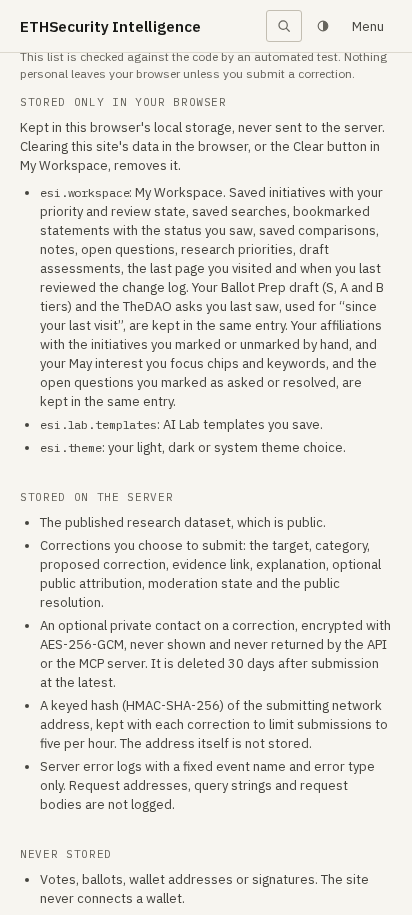 ETHSecurity Intelligence
Menu
This list is checked against the code by an automated test. Nothing
personal leaves your browser unless you submit a correction.
STORED ONLY IN YOUR BROWSER
Kept in this browser's local storage, never sent to the server.
Clearing this site's data in the browser, or the Clear button in
My Workspace, removes it.
• esi.workspace: My Workspace. Saved initiatives with your
priority and review state, saved searches, bookmarked
statements with the status you saw, saved comparisons,
notes, open questions, research priorities, draft
assessments, the last page you visited and when you last
reviewed the change log. Your Ballot Prep draft (S, A and B
tiers) and the TheDAO asks you last saw, used for “since
your last visit”, are kept in the same entry. Your affiliations
with the initiatives you marked or unmarked by hand, and
your May interest you focus chips and keywords, and the
open questions you marked as asked or resolved, are
kept in the same entry.
• esi.lab.templates: AI Lab templates you save.
• esi.theme: your light, dark or system theme choice.
STORED ON THE SERVER
• The published research dataset, which is public.
• Corrections you choose to submit: the target, category,
proposed correction, evidence link, explanation, optional
public attribution, moderation state and the public
resolution.
• An optional private contact on a correction, encrypted with
AES-256-GCM, never shown and never returned by the API
or the MCP server. It is deleted 30 days after submission
at the latest.
• A keyed hash (HMAC-SHA-256) of the submitting network
address, kept with each correction to limit submissions to
five per hour. The address itself is not stored.
• Server error logs with a fixed event name and error type
only. Request addresses, query strings and request
bodies are not logged.
NEVER STORED
• Votes, ballots, wallet addresses or signatures. The site
never connects a wallet.